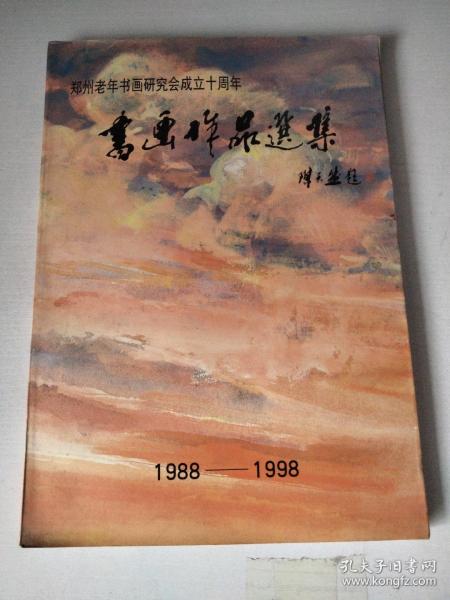 郑州老年书画研究会成立十周年
書画作品選集
1988——1998
孔夫子旧书网
www.kongfz.com